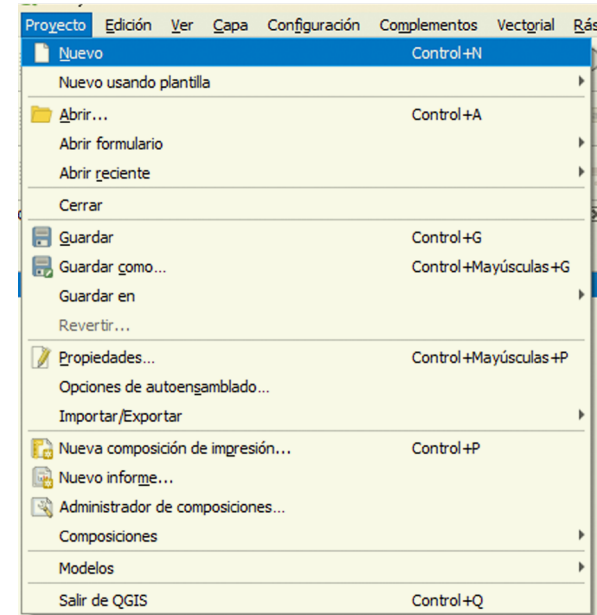 Proyecto Edición Ver Capa Configuración Complementos Vectorial Rás
Nuevo Control+N
Nuevo usando plantilla
Abrir... Control+A
Abrir formulario
Abrir reciente
Cerrar
Guardar Control+G
Guardar como... Control+Mayúsculas+G
Guardar en
Revertir...
Propiedades... Control+Mayúsculas+P
Opciones de autoensamblado...
Importar/Exportar
Nueva composición de impresión... Control+P
Nuevo informe...
Administrador de composiciones...
Composiciones
Modelos
Salir de QGIS Control+Q